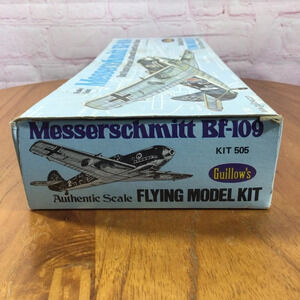 Messerschmitt Bf-109
KIT 505
Guillow's
Authentic Scale FLYING MODEL KIT